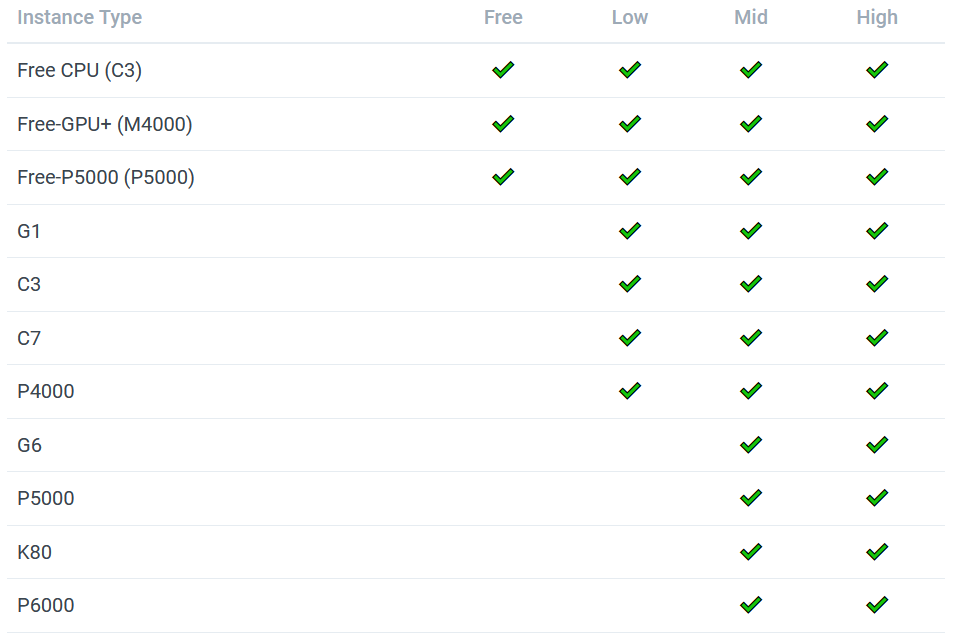 Instance Type Free Low Mid High
Free CPU (C3) ✔ ✔ ✔ ✔
Free-GPU+ (M4000) ✔ ✔ ✔ ✔
Free-P5000 (P5000) ✔ ✔ ✔ ✔
G1 ✔ ✔ ✔
C3 ✔ ✔ ✔
C7 ✔ ✔ ✔
P4000 ✔ ✔ ✔
G6 ✔ ✔
P5000 ✔ ✔
K80 ✔ ✔
P6000 ✔ ✔